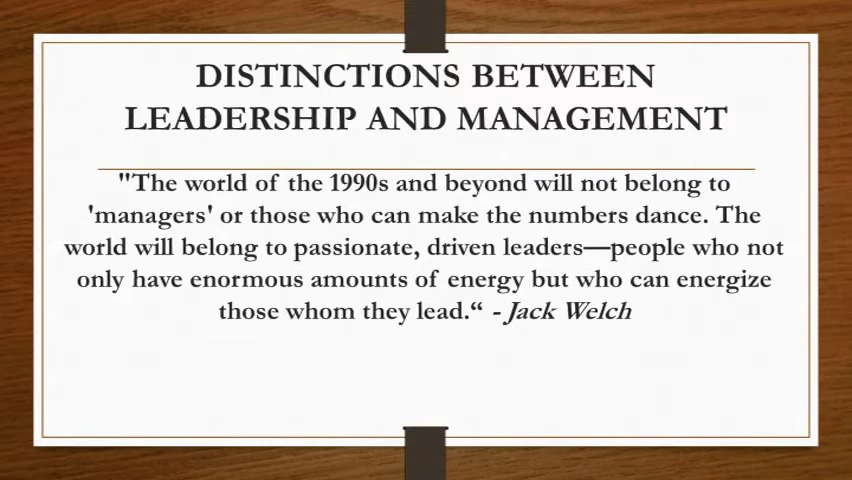 DISTINCTIONS BETWEEN
LEADERSHIP AND MANAGEMENT
"The world of the 1990s and beyond will not belong to
'managers' or those who can make the numbers dance. The
world will belong to passionate, driven leaders—people who not
only have enormous amounts of energy but who can energize
those whom they lead.“ - Jack Welch